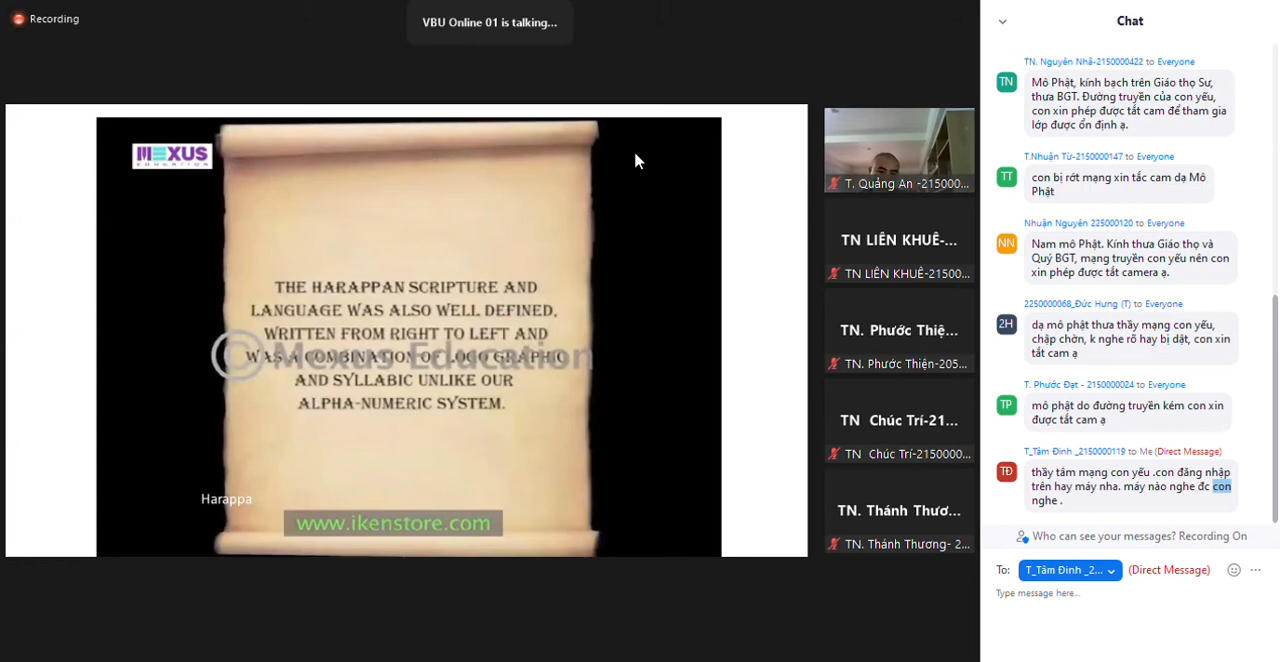 Recording
VBU Online 01 is talking...
MEXUS
EDUCATION
THE HARAPPAN SCRIPTURE AND
LANGUAGE WAS ALSO WELL DEFINED,
WRITTEN FROM RIGHT TO LEFT AND
WAS A COMBINATION OF LOGO GRAPHIC
AND SYLLABIC UNLIKE OUR
ALPHA-NUMERIC SYSTEM.
© Mexus Education
Harappa
www.ikenstore.com
T. Quảng An -215000...
TN LIÊN KHUÊ-...
TN LIÊN KHUÊ-21500...
TN. Phước Thiệ...
TN. Phước Thiện-205...
TN Chúc Trí-21...
TN Chúc Trí-2150000...
TN. Thánh Thươ...
TN. Thánh Thương- 2...
Chat
TN. Nguyên Nhã-2150000422 to Everyone
TN
Mô Phật, kính bạch trên Giáo thọ Sư,
thưa BGT. Đường truyền của con yếu,
con xin phép được tắt cam để tham gia
lớp được ổn định ạ.
T.Nhuận Từ-2150000147 to Everyone
TT
con bị rớt mạng xin tắc cam dạ Mô
Phật
Nhuận Nguyên 225000120 to Everyone
NN
Nam mô Phật. Kính thưa Giáo thọ và
Quý BGT, mạng truyền con yếu nên con
xin phép được tắt camera ạ.
2250000068_Đức Hưng (T) to Everyone
2H
dạ mô phật thưa thầy mạng con yếu,
chập chờn, k nghe rõ hay bị dật, con xin
tắt cam ạ
T. Phước Đạt - 2150000024 to Everyone
TP
mô phật do đường truyền kém con xin
được tắt cam ạ
T_Tâm Đinh _2150000119 to Me (Direct Message)
TĐ
thầy tâm mạng con yếu .con đăng nhập
trên hay máy nha. máy nào nghe đc con
nghe .
Who can see your messages? Recording On
To: T_Tâm Đinh _2... (Direct Message)
Type message here...